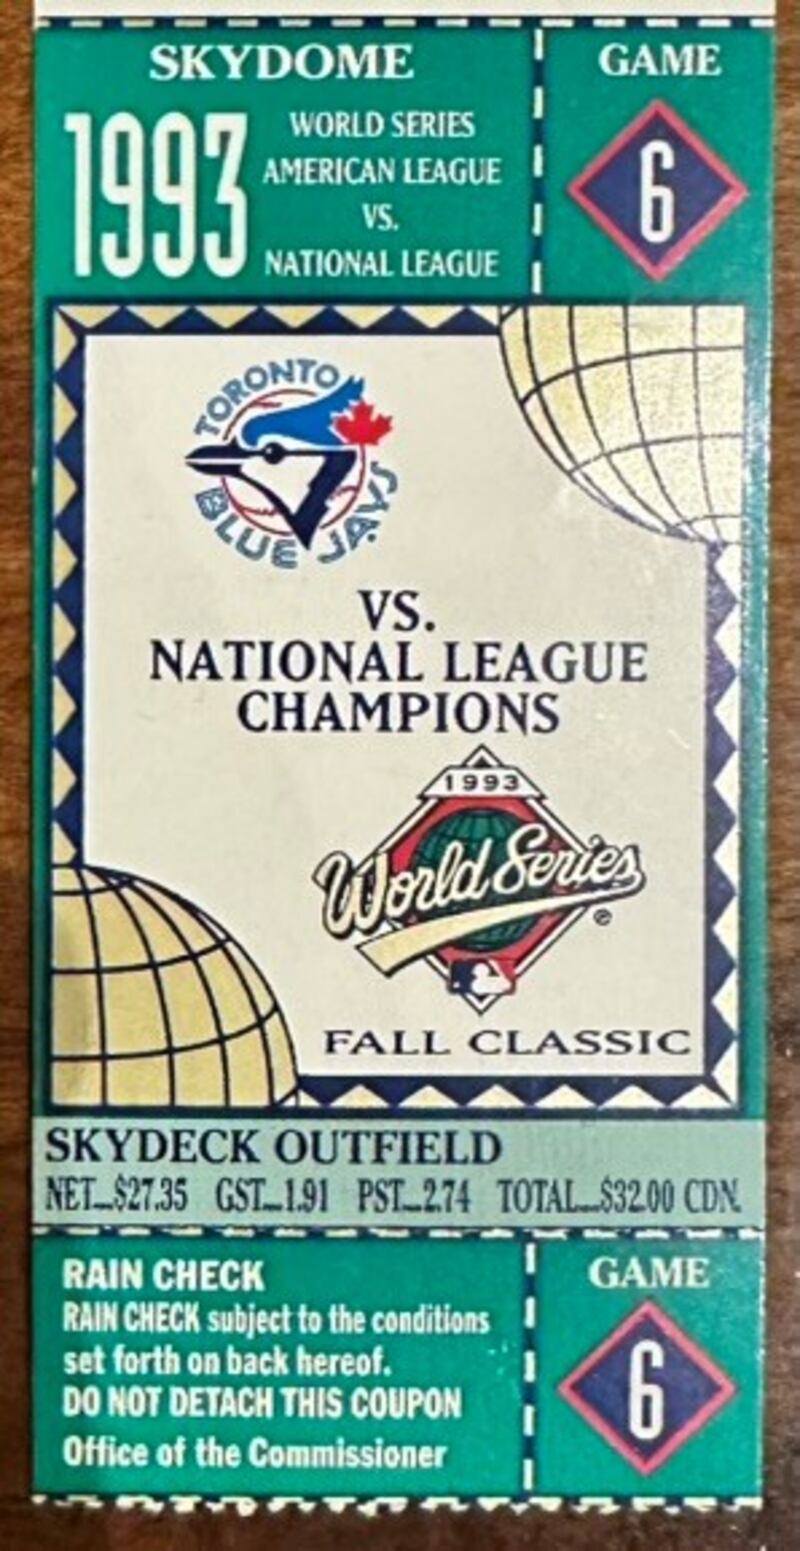 SKYDOME
GAME
1993
WORLD SERIES
AMERICAN LEAGUE
VS.
NATIONAL LEAGUE
6
TORONTO
BLUE JAYS
VS.
NATIONAL LEAGUE
CHAMPIONS
1993
World Series
®
FALL CLASSIC
SKYDECK OUTFIELD
NET...$27.35 GST...1.91 PST...2.74 TOTAL...$32.00 CDN.
RAIN CHECK
RAIN CHECK subject to the conditions
set forth on back hereof.
DO NOT DETACH THIS COUPON
Office of the Commissioner
GAME
6